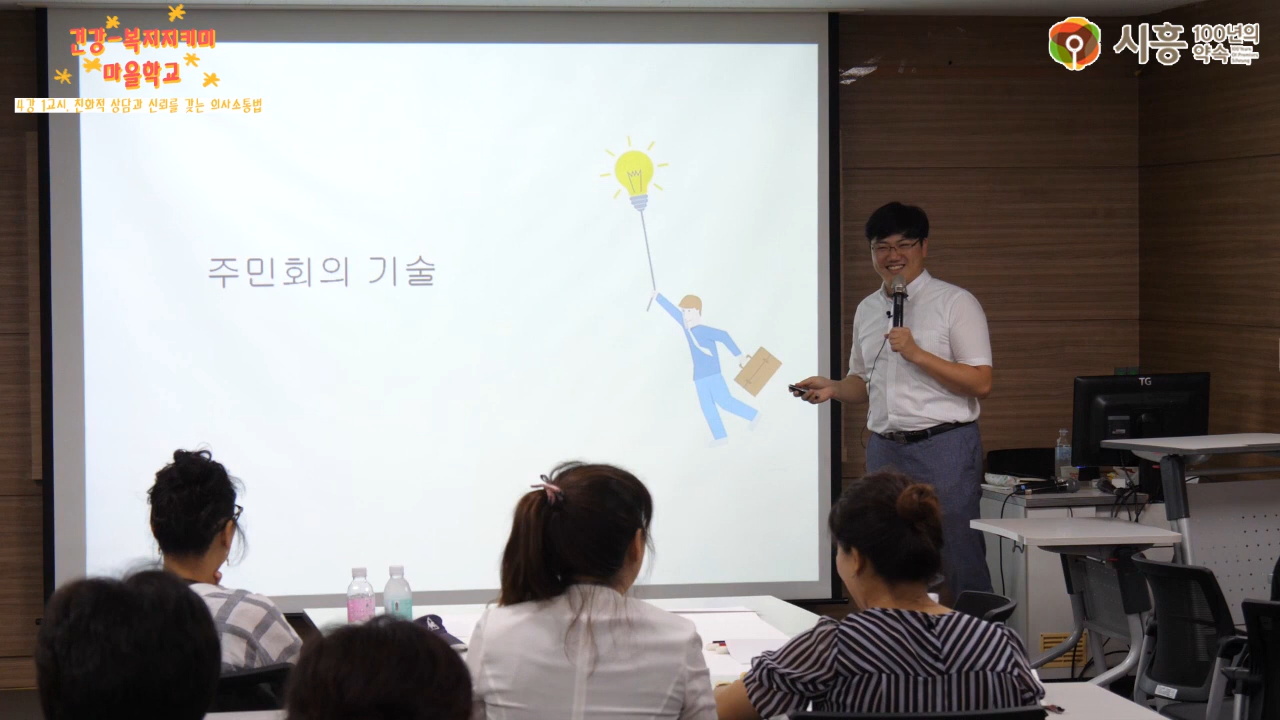 건강-복지지키미
마을학교
4강 1교시. 친화적 상담과 신뢰를 갖는 의사소통법
시흥 100년의
약속
주민회의 기술
TG